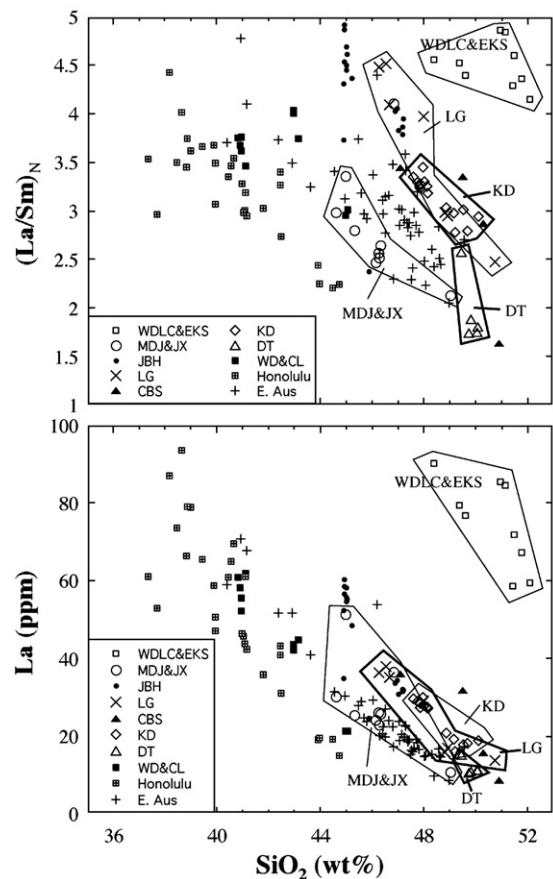 5
4.5
4
3.5
3
2.5
2
1.5
1
(La/Sm)N
WDLC&EKS
LG
KD
MDJ&JX
DT
WDLC&EKS
MDJ&JX
JBH
LG
CBS
KD
DT
WD&CL
Honolulu
E. Aus
100
80
60
40
20
0
La (ppm)
WDLC&EKS
KD
LG
MDJ&JX
DT
WDLC&EKS
MDJ&JX
JBH
LG
CBS
KD
DT
WD&CL
Honolulu
E. Aus
36 40 44 48 52
SiO2 (wt%)